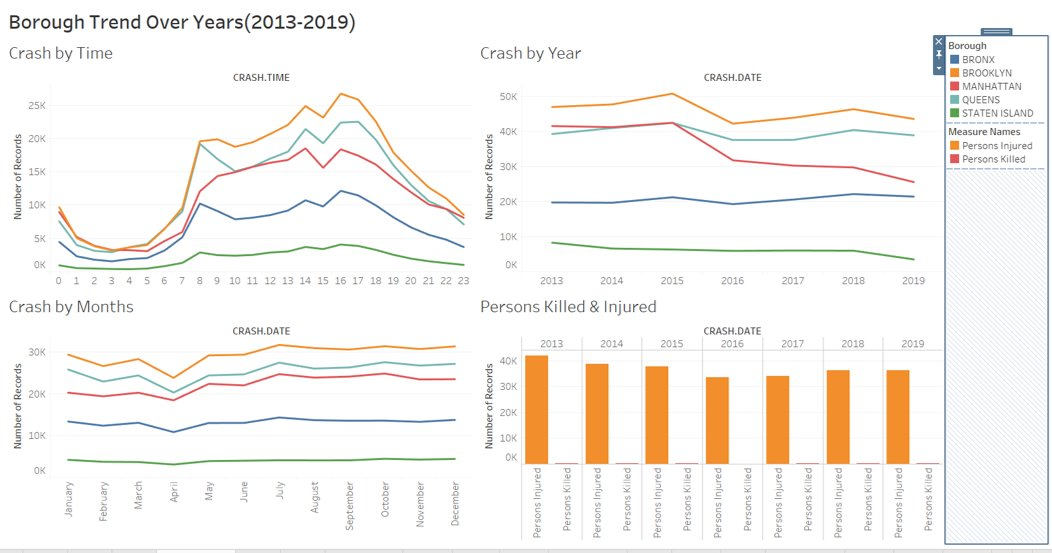 Borough Trend Over Years(2013-2019)
Crash by Time
CRASH.TIME
Number of Records
25K
20K
15K
10K
5K
0K
0 1 2 3 4 5 6 7 8 9 10 11 12 13 14 15 16 17 18 19 20 21 22 23
Crash by Year
CRASH.DATE
Number of Records
50K
40K
30K
20K
10K
0K
2013 2014 2015 2016 2017 2018 2019
Borough
BRONX
BROOKLYN
MANHATTAN
QUEENS
STATEN ISLAND
Measure Names
Persons Injured
Persons Killed
Crash by Months
CRASH.DATE
Number of Records
30K
20K
10K
0K
January February March April May June July August September October November December
Persons Killed & Injured
CRASH.DATE
2013 2014 2015 2016 2017 2018 2019
Number of Records
40K
30K
20K
10K
0K
Persons Injured Persons Killed Persons Injured Persons Killed Persons Injured Persons Killed Persons Injured Persons Killed Persons Injured Persons Killed Persons Injured Persons Killed Persons Injured Persons Killed